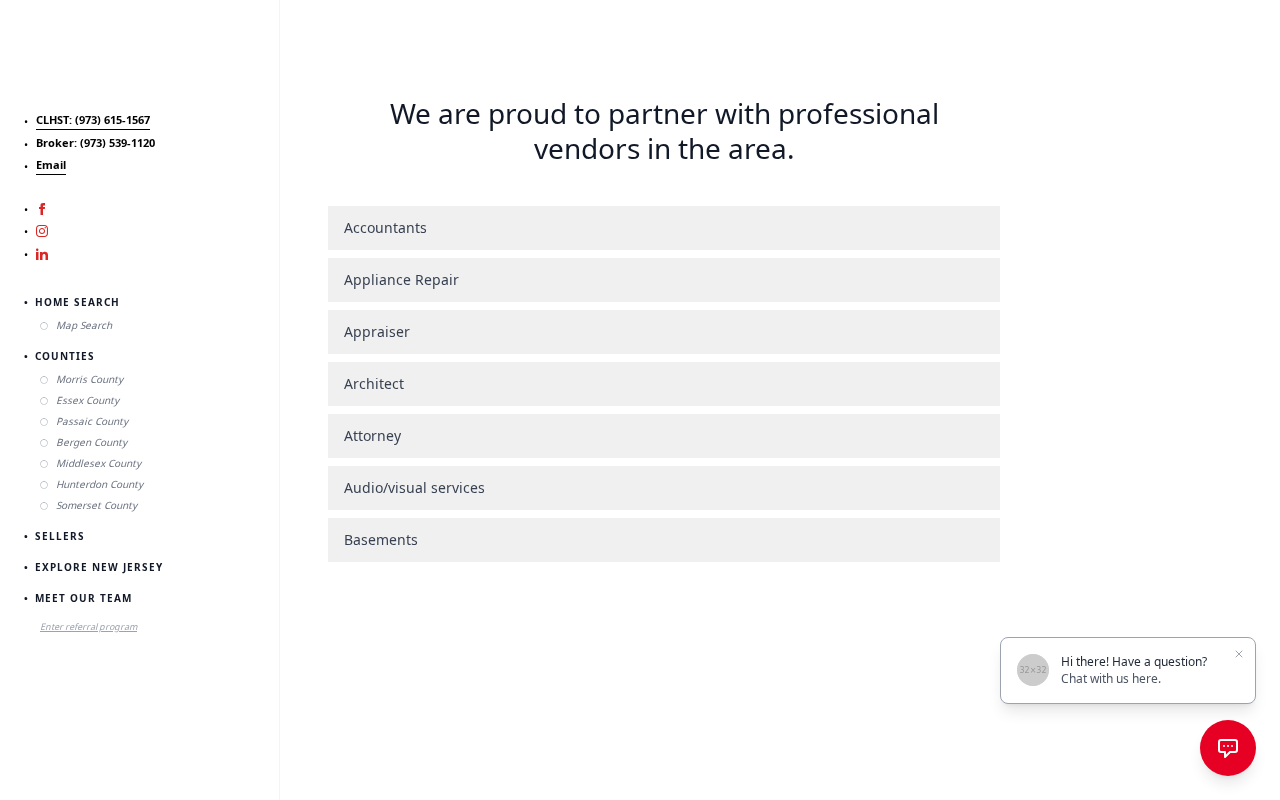 CLHST: (973) 615-1567
Broker: (973) 539-1120
Email
HOME SEARCH
Map Search
COUNTIES
Morris County
Essex County
Passaic County
Bergen County
Middlesex County
Hunterdon County
Somerset County
SELLERS
EXPLORE NEW JERSEY
MEET OUR TEAM
Enter referral program
We are proud to partner with professional
vendors in the area.
Accountants
Appliance Repair
Appraiser
Architect
Attorney
Audio/visual services
Basements
32×32
Hi there! Have a question?
Chat with us here.